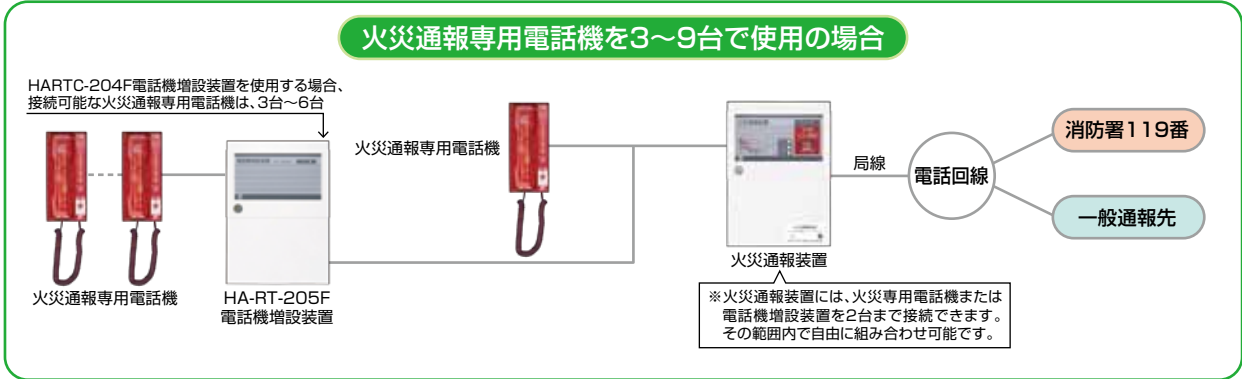 火災通報専用電話機を3～9台で使用の場合
HARTC-204F電話機増設装置を使用する場合、
接続可能な火災通報専用電話機は、3台～6台
火災通報専用電話機
HA-RT-205F
電話機増設装置
火災通報専用電話機
火災通報装置
※火災通報装置には、火災専用電話機または
電話機増設装置を2台まで接続できます。
その範囲内で自由に組み合わせ可能です。
局線
電話回線
消防署119番
一般通報先